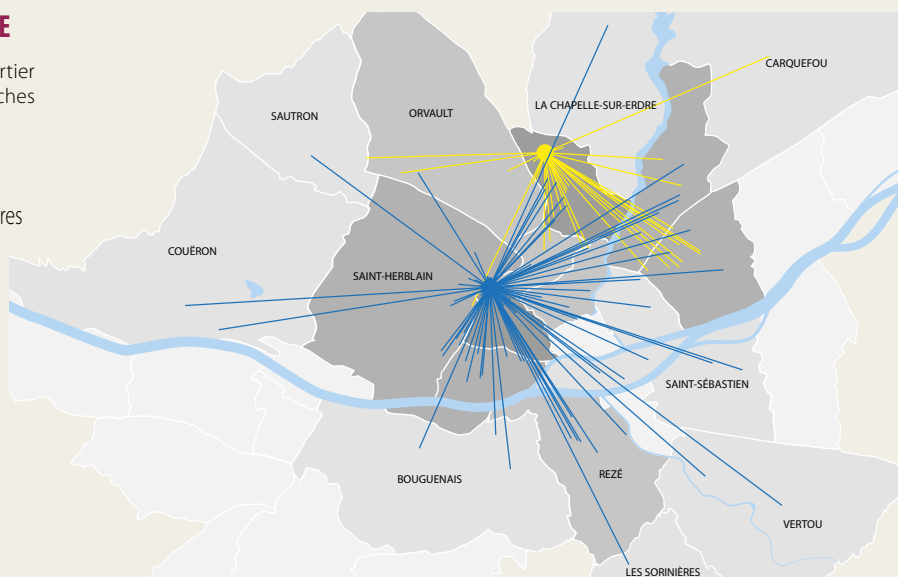 E
rtier
ches
res
CARQUEFOU
LA CHAPELLE-SUR-ERDRE
ORVAULT
SAUTRON
COUËRON
SAINT-HERBLAIN
SAINT-SÉBASTIEN
REZÉ
BOUGUENAIS
VERTOU
LES SORINIÈRES